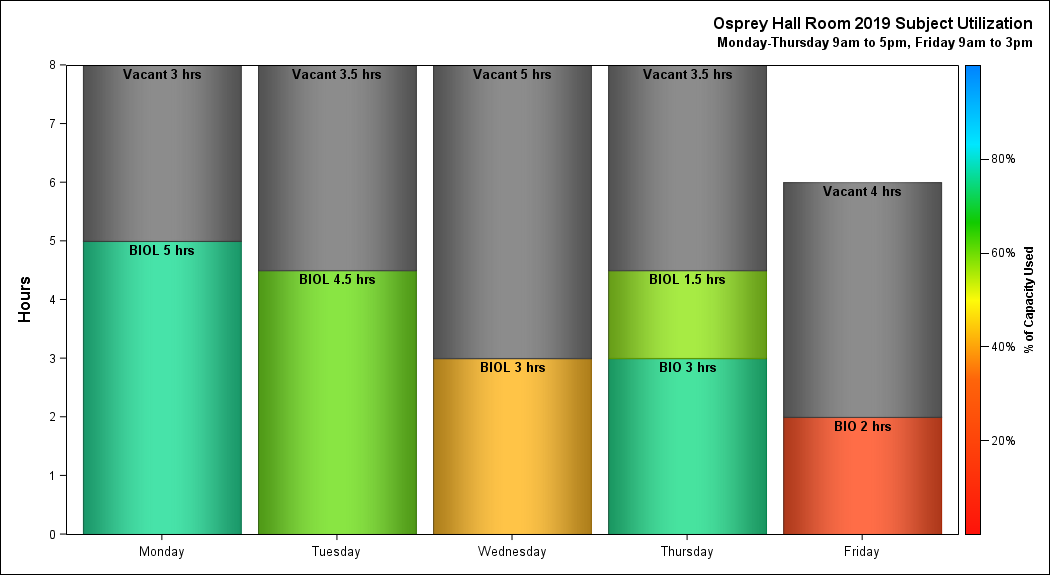 Osprey Hall Room 2019 Subject Utilization
Monday-Thursday 9am to 5pm, Friday 9am to 3pm
Hours
8
7
6
5
4
3
2
1
0
Vacant 3 hrs
BIOL 5 hrs
Vacant 3.5 hrs
BIOL 4.5 hrs
Vacant 5 hrs
BIOL 3 hrs
Vacant 3.5 hrs
BIOL 1.5 hrs
BIO 3 hrs
Vacant 4 hrs
BIO 2 hrs
Monday
Tuesday
Wednesday
Thursday
Friday
80%
60%
40%
20%
% of Capacity Used